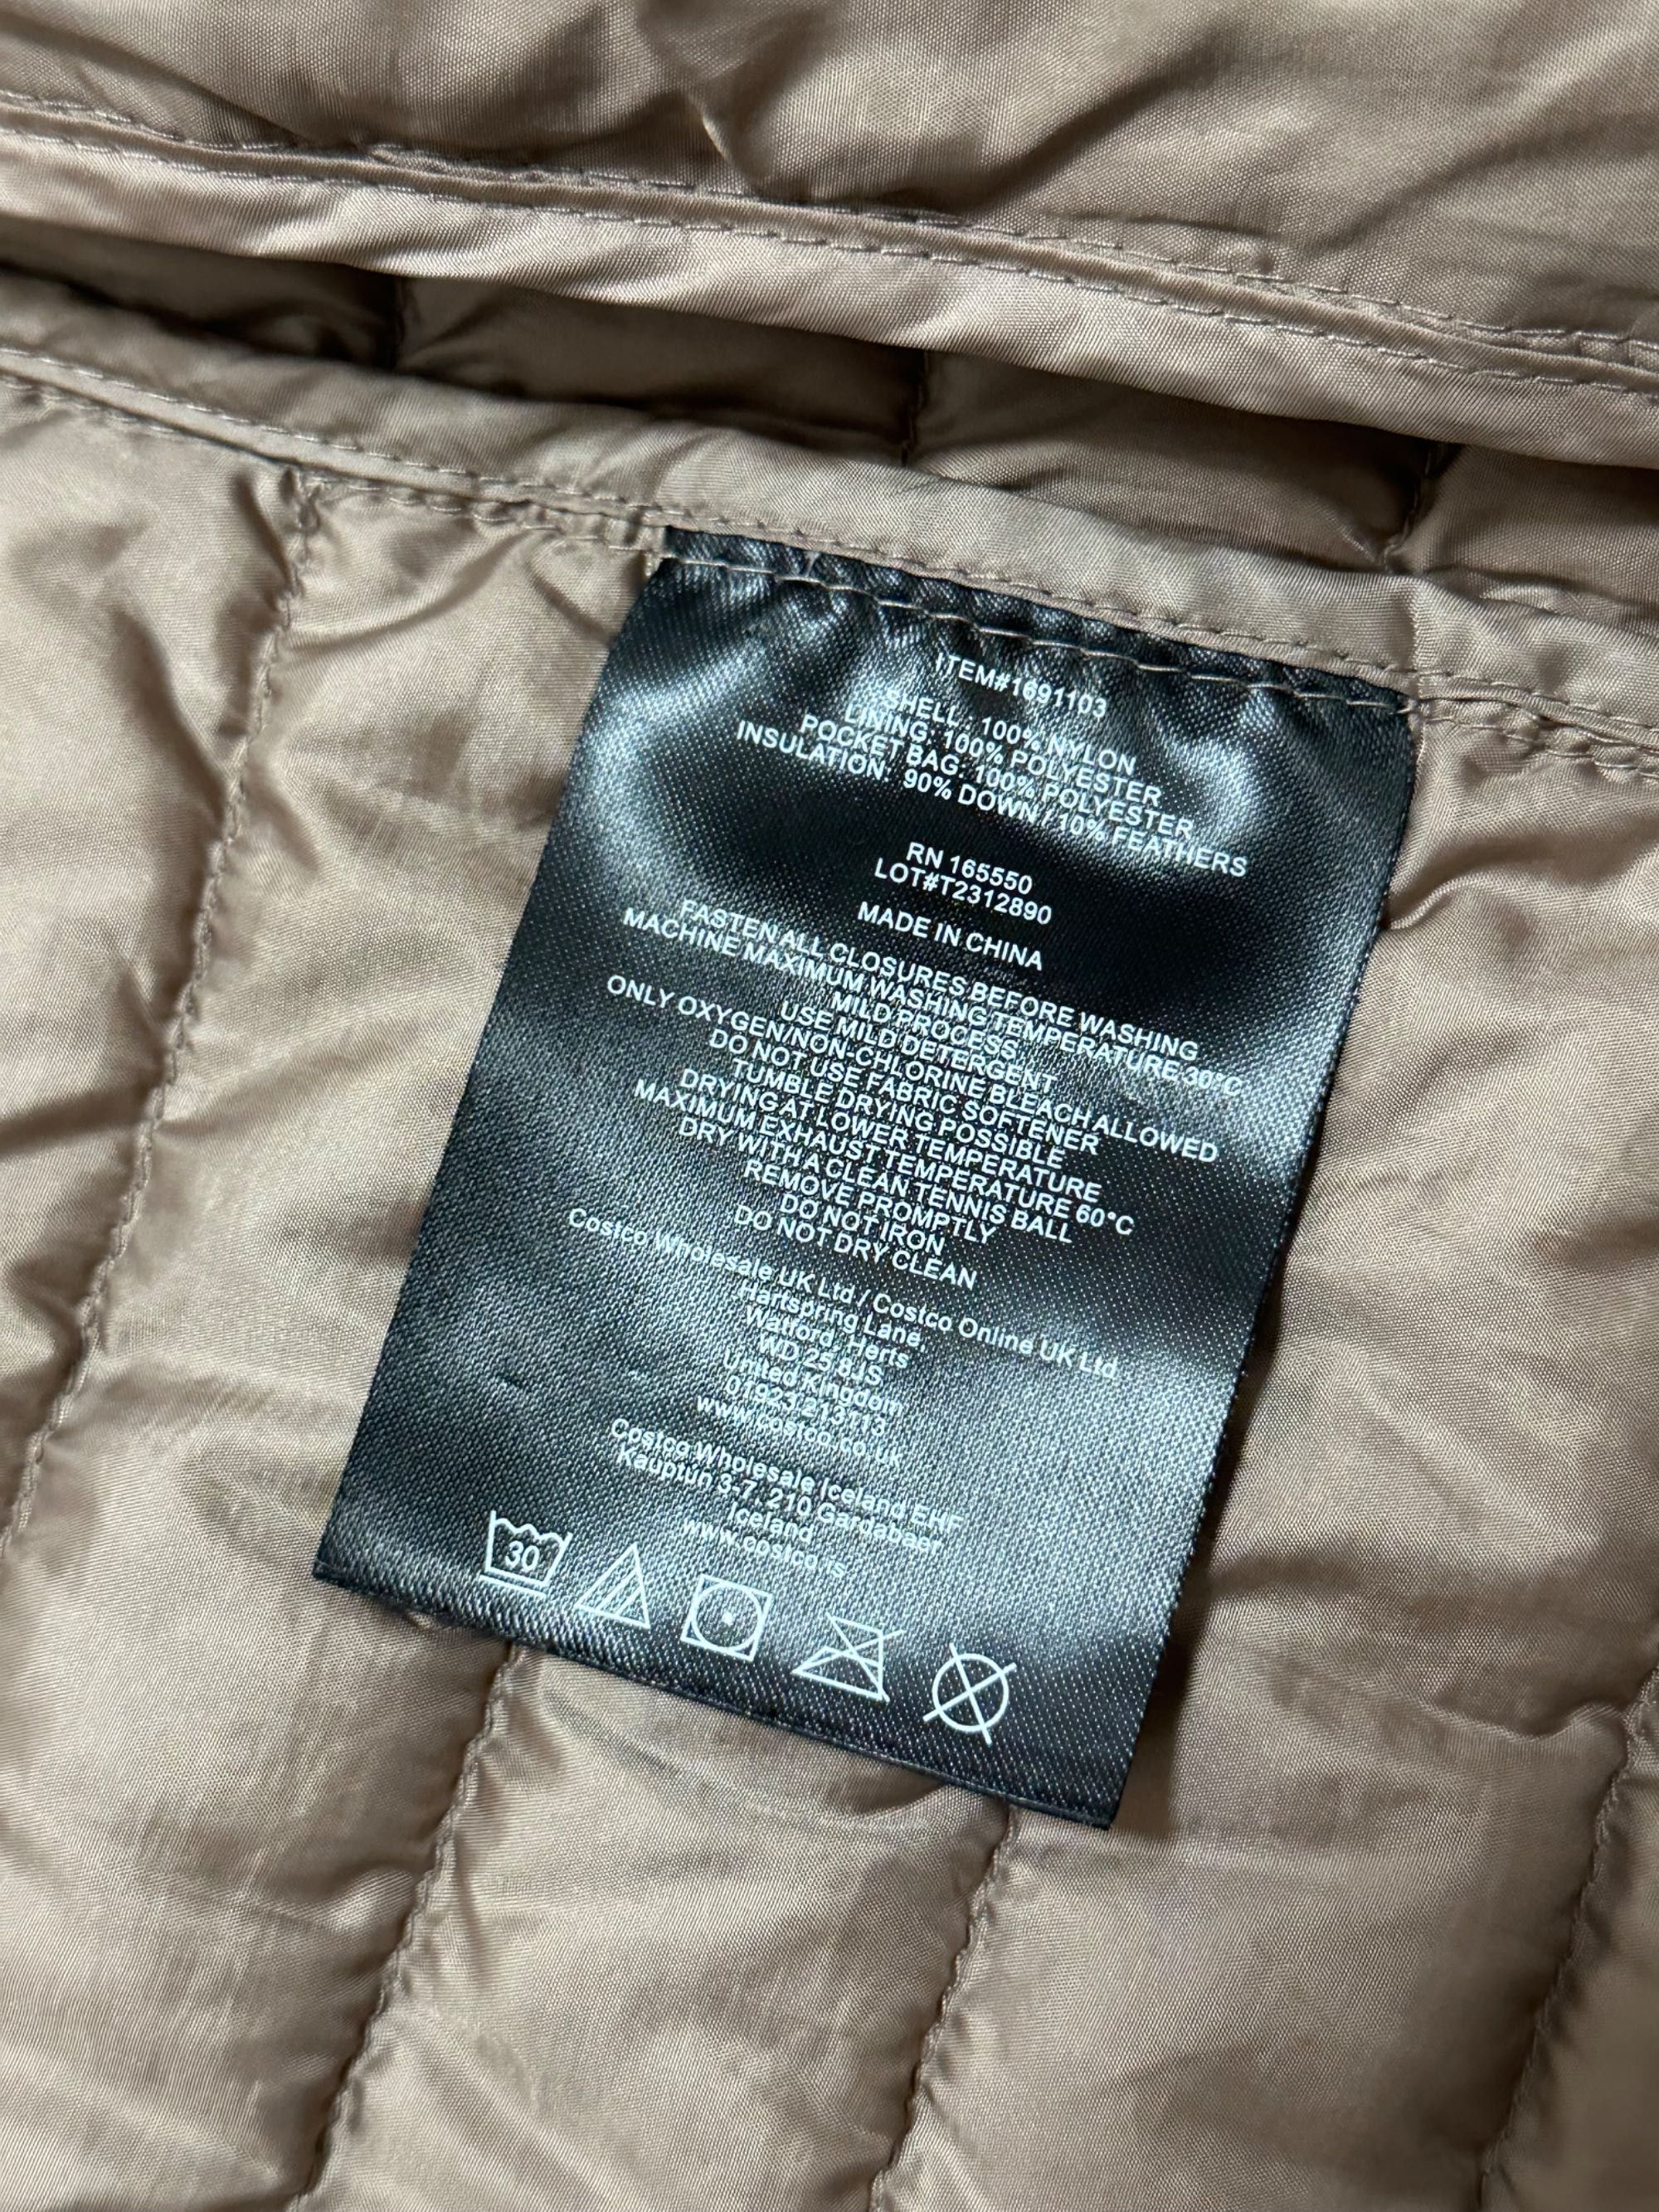 ITEM#1691103
SHELL: 100% NYLON
LINING: 100% POLYESTER
POCKET BAG: 100% POLYESTER
INSULATION: 90% DOWN / 10% FEATHERS
RN 165550
LOT#T2312890
MADE IN CHINA
FASTEN ALL CLOSURES BEFORE WASHING
MACHINE MAXIMUM WASHING TEMPERATURE 30°C
MILD PROCESS
USE MILD DETERGENT
ONLY OXYGEN/NON-CHLORINE BLEACH ALLOWED
DO NOT USE FABRIC SOFTENER
TUMBLE DRYING POSSIBLE
DRYING AT LOWER TEMPERATURE
MAXIMUM EXHAUST TEMPERATURE 60°C
DRY WITH A CLEAN TENNIS BALL
REMOVE PROMPTLY
DO NOT IRON
DO NOT DRY CLEAN
Costco Wholesale UK Ltd / Costco Online UK Ltd
Hartspring Lane,
Watford, Herts
WD 25 8JS
United Kingdom
01923 213113
www.costco.co.uk
Costco Wholesale Iceland EHF
Kauptún 3-7, 210 Gardabaer
Iceland
www.costco.is
30